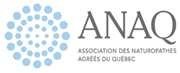 ANAQ
ASSOCIATION DES NATUROPATHES
AGRÉÉS DU QUÉBEC